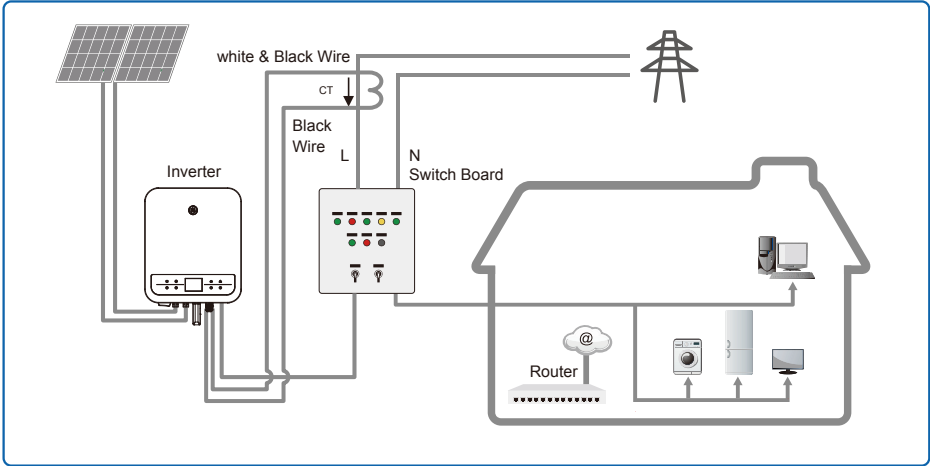 white & Black Wire
CT
Black
Wire
L
N
Switch Board
Inverter
@
Router